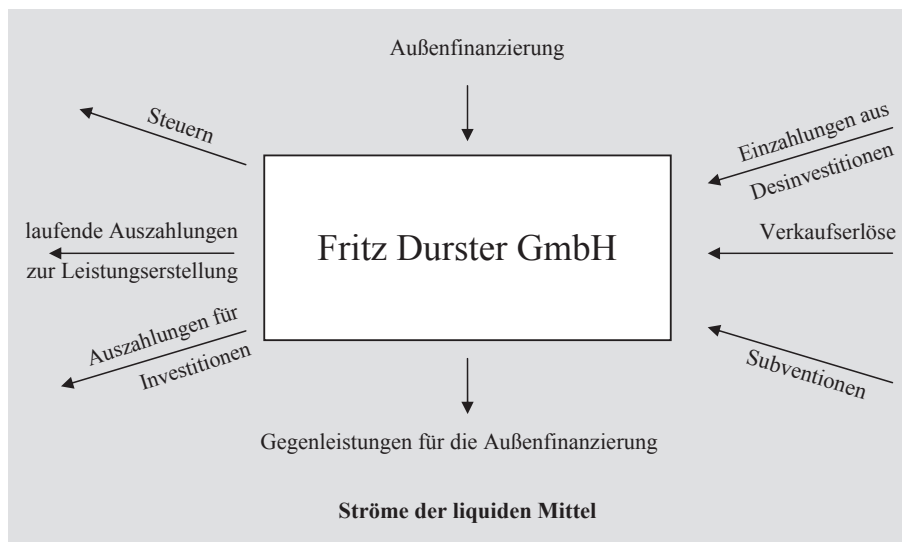 Außenfinanzierung
Steuern
Einzahlungen aus
Desinvestitionen
laufende Auszahlungen
zur Leistungserstellung
Fritz Durster GmbH
Verkaufserlöse
Auszahlungen für
Investitionen
Subventionen
Gegenleistungen für die Außenfinanzierung
Ströme der liquiden Mittel